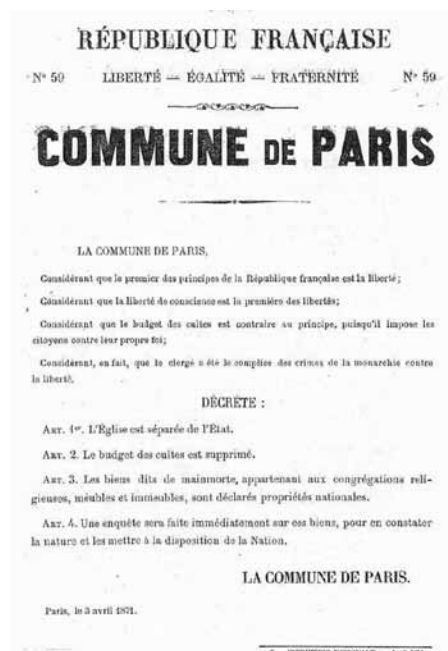 RÉPUBLIQUE FRANÇAISE
N° 59 LIBERTÉ — ÉGALITÉ — FRATERNITÉ N° 59
COMMUNE DE PARIS
LA COMMUNE DE PARIS,
Considérant que le premier des principes de la République française est la liberté;
Considérant que la liberté de conscience est la première des libertés;
Considérant que le budget des cultes est contraire au principe, puisqu'il impose les
citoyens contre leur propre foi;
Considérant, en fait, que le clergé a été le complice des crimes de la monarchie contre
la liberté,
DÉCRÈTE :
ART. 1er. L'Église est séparée de l'État.
ART. 2. Le budget des cultes est supprimé.
ART. 3. Les biens dits de mainmorte, appartenant aux congrégations reli-
gieuses, meubles et immeubles, sont déclarés propriétés nationales.
ART. 4. Une enquête sera faite immédiatement sur ces biens, pour en constater
la nature et les mettre à la disposition de la Nation.
LA COMMUNE DE PARIS.
Paris, le 3 avril 1871.